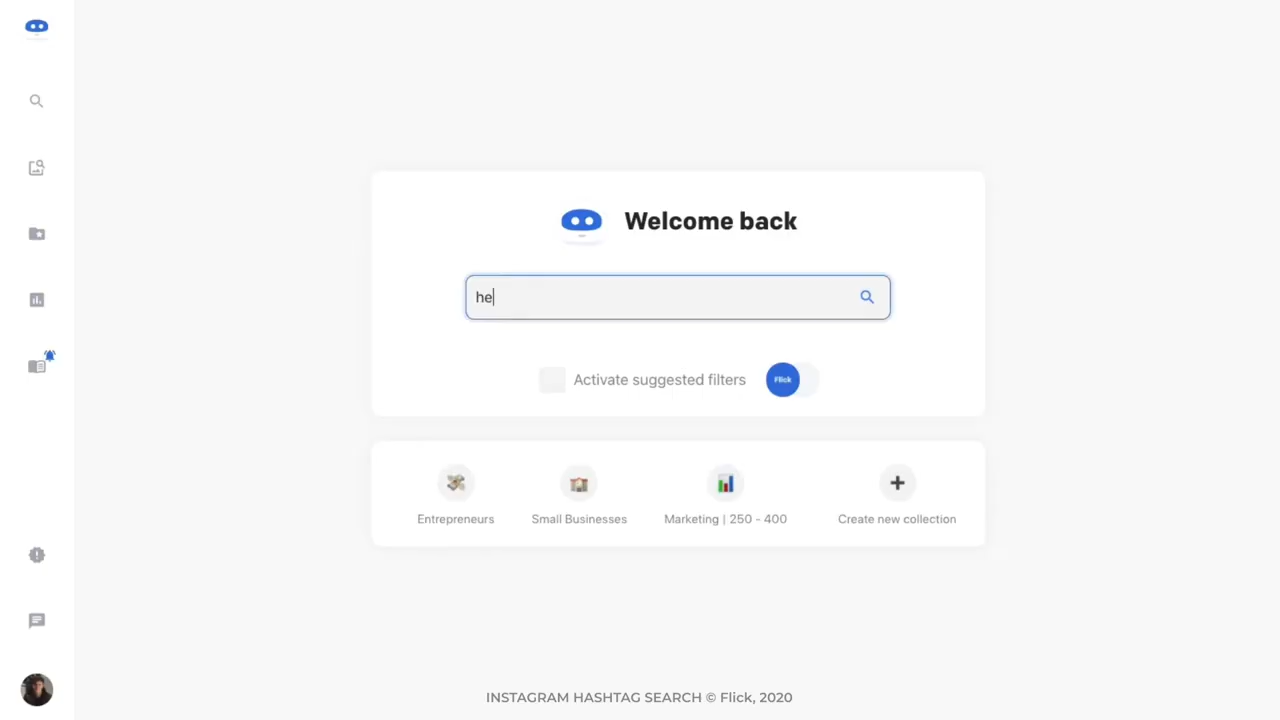 Welcome back
he
Activate suggested filters
Flick
Entrepreneurs
Small Businesses
Marketing | 250 - 400
Create new collection
INSTAGRAM HASHTAG SEARCH © Flick, 2020